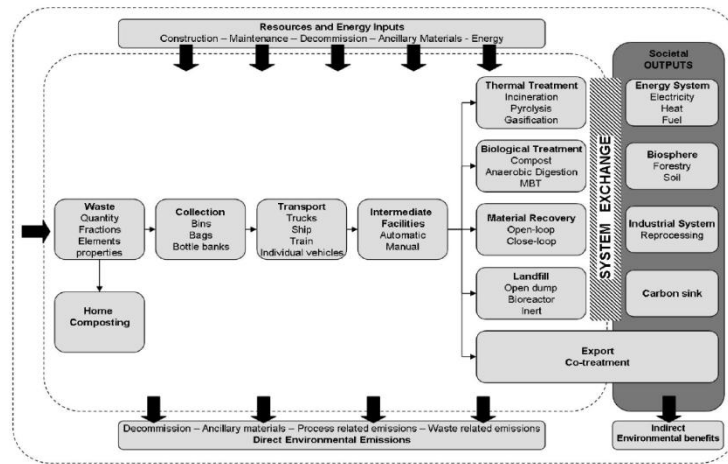 Resources and Energy Inputs
Construction – Maintenance – Decommission – Ancillary Materials - Energy
Societal
OUTPUTS
Thermal Treatment
Incineration
Pyrolysis
Gasification
Energy System
Electricity
Heat
Fuel
Biological Treatment
Compost
Anaerobic Digestion
MBT
Biosphere
Forestry
Soil
Waste
Quantity
Fractions
Elements
properties
Collection
Bins
Bags
Bottle banks
Transport
Trucks
Ship
Train
Individual vehicles
Intermediate
Facilities
Automatic
Manual
Material Recovery
Open-loop
Close-loop
SYSTEM EXCHANGE
Industrial System
Reprocessing
Home
Composting
Landfill
Open dump
Bioreactor
Inert
Carbon sink
Export
Co-treatment
Decommission – Ancillary materials – Process related emissions – Waste related emissions
Direct Environmental Emissions
Indirect
Environmental benefits